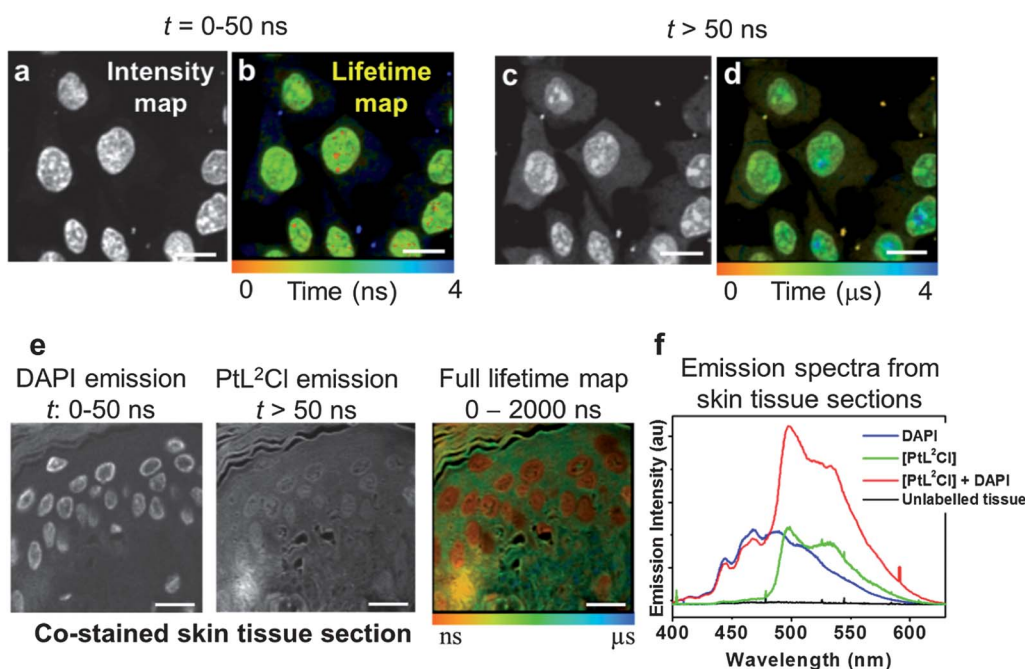 t = 0-50 ns
t > 50 ns
a Intensity map
b Lifetime map
c
d
0 Time (ns) 4
0 Time (μs) 4
e
DAPI emission
t: 0-50 ns
PtL²Cl emission
t > 50 ns
Full lifetime map
0 – 2000 ns
Co-stained skin tissue section
ns μs
f
Emission spectra from
skin tissue sections
DAPI
[PtL²Cl]
[PtL²Cl] + DAPI
Unlabelled tissue
Emission Intensity (au)
400 450 500 550 600
Wavelength (nm)